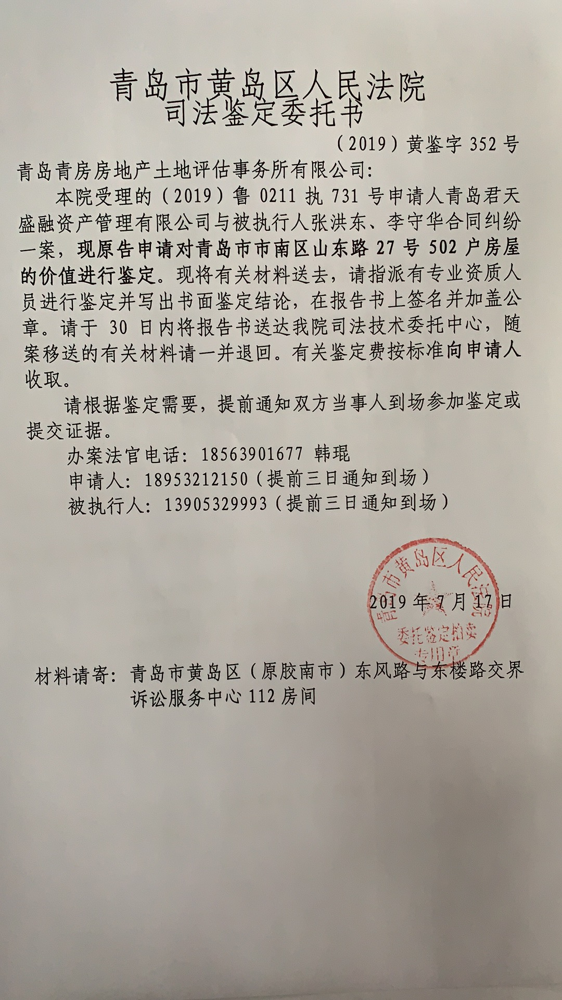 青岛市黄岛区人民法院
司法鉴定委托书
（2019）黄鉴字 352 号
青岛青房房地产土地评估事务所有限公司：
本院受理的（2019）鲁 0211 执 731 号申请人青岛君天
盛融资产管理有限公司与被执行人张洪东、李守华合同纠纷
一案，现原告申请对青岛市市南区山东路 27 号 502 户房屋
的价值进行鉴定。现将有关材料送去，请指派有专业资质人
员进行鉴定并写出书面鉴定结论，在报告书上签名并加盖公
章。请于 30 日内将报告书送达我院司法技术委托中心，随
案移送的有关材料请一并退回。有关鉴定费按标准向申请人
收取。
请根据鉴定需要，提前通知双方当事人到场参加鉴定或
提交证据。
办案法官电话：18563901677 韩琨
申请人：18953212150（提前三日通知到场）
被执行人：13905329993（提前三日通知到场）
青岛市黄岛区人民法院
2019 年 7 月 17 日
委托鉴定拍卖
专用章
材料请寄：青岛市黄岛区（原胶南市）东风路与东楼路交界
诉讼服务中心 112 房间